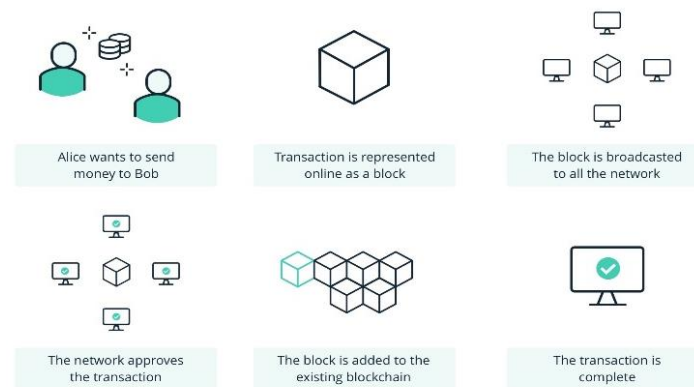 Alice wants to send
money to Bob
Transaction is represented
online as a block
The block is broadcasted
to all the network
The network approves
the transaction
The block is added to the
existing blockchain
The transaction is
complete